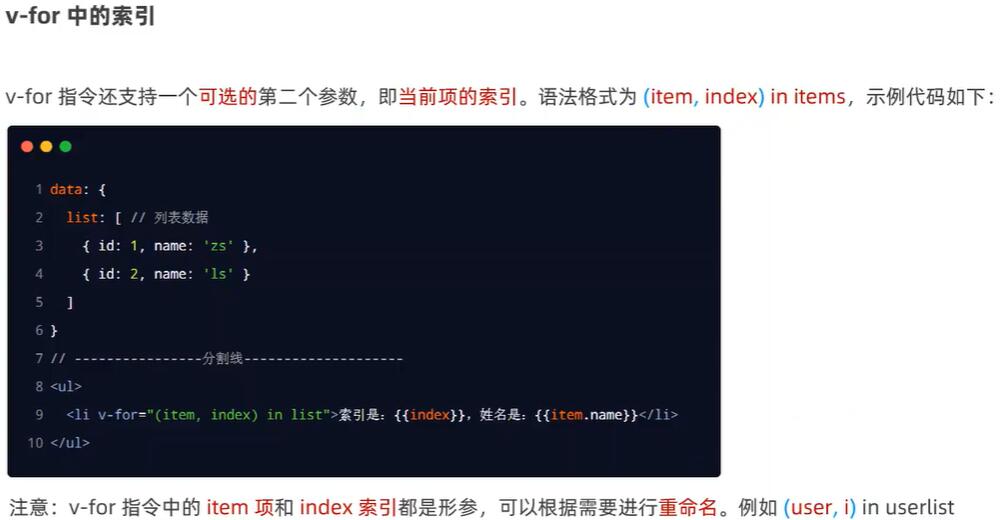 v-for 中的索引
v-for 指令还支持一个可选的第二个参数，即当前项的索引。语法格式为 (item, index) in items，示例代码如下：
1 data: {
2   list: [ // 列表数据
3     { id: 1, name: 'zs' },
4     { id: 2, name: 'ls' }
5   ]
6 }
7 // ----------------分割线--------------------
8 <ul>
9   <li v-for="(item, index) in list">索引是：{{index}}，姓名是：{{item.name}}</li>
10 </ul>
注意：v-for 指令中的 item 项和 index 索引都是形参，可以根据需要进行重命名。例如 (user, i) in userlist